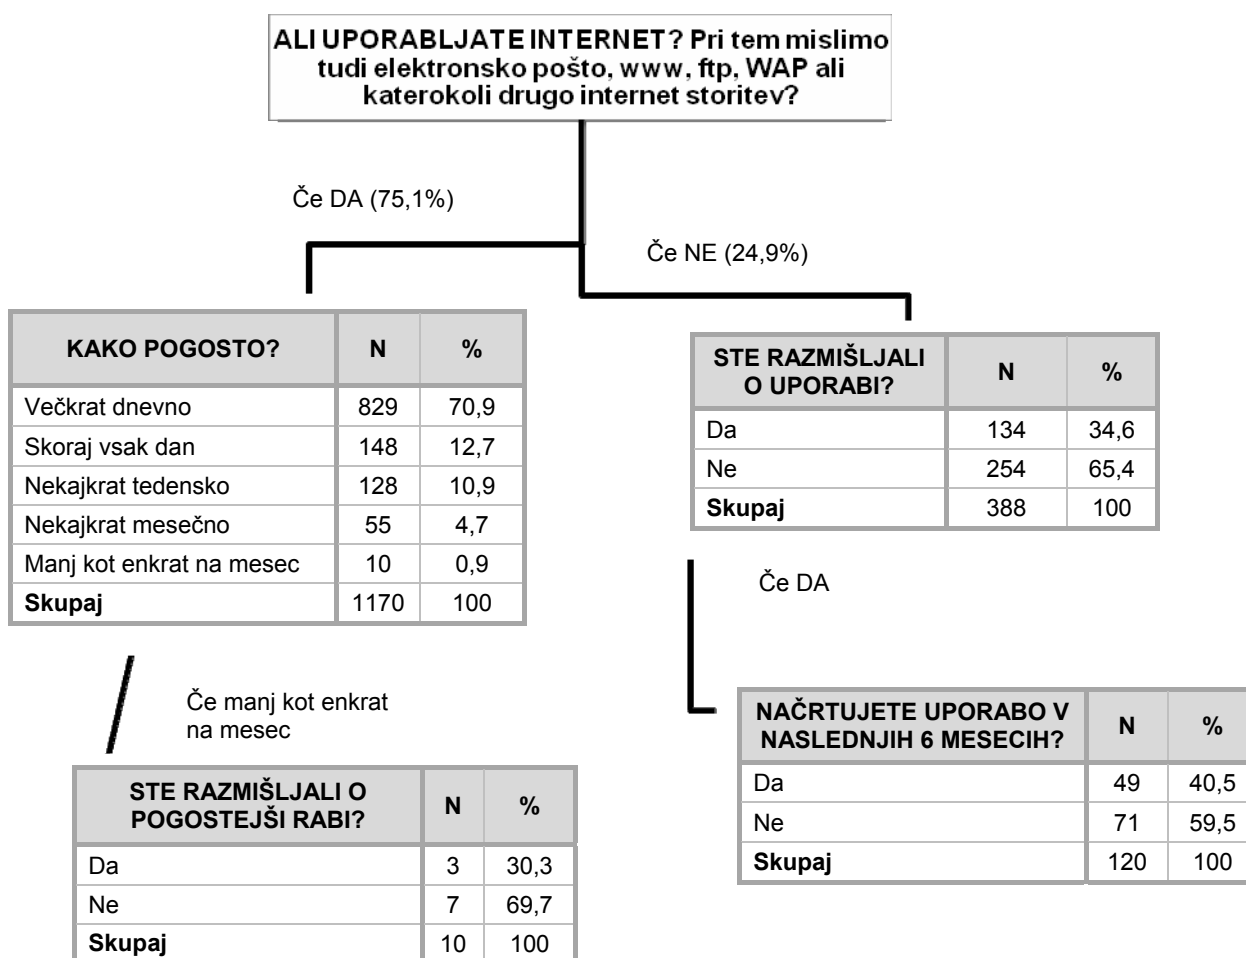 ALI UPORABLJATE INTERNET? Pri tem mislimo
tudi elektronsko pošto, www, ftp, WAP ali
katerokoli drugo internet storitev?
Če DA (75,1%)
Če NE (24,9%)
KAKO POGOSTO? N %
Večkrat dnevno 829 70,9
Skoraj vsak dan 148 12,7
Nekajkrat tedensko 128 10,9
Nekajkrat mesečno 55 4,7
Manj kot enkrat na mesec 10 0,9
Skupaj 1170 100
STE RAZMIŠLJALI
O UPORABI? N %
Da 134 34,6
Ne 254 65,4
Skupaj 388 100
Če DA
Če manj kot enkrat
na mesec
NAČRTUJETE UPORABO V
NASLEDNJIH 6 MESECIH? N %
Da 49 40,5
Ne 71 59,5
Skupaj 120 100
STE RAZMIŠLJALI O
POGOSTEJŠI RABI? N %
Da 3 30,3
Ne 7 69,7
Skupaj 10 100